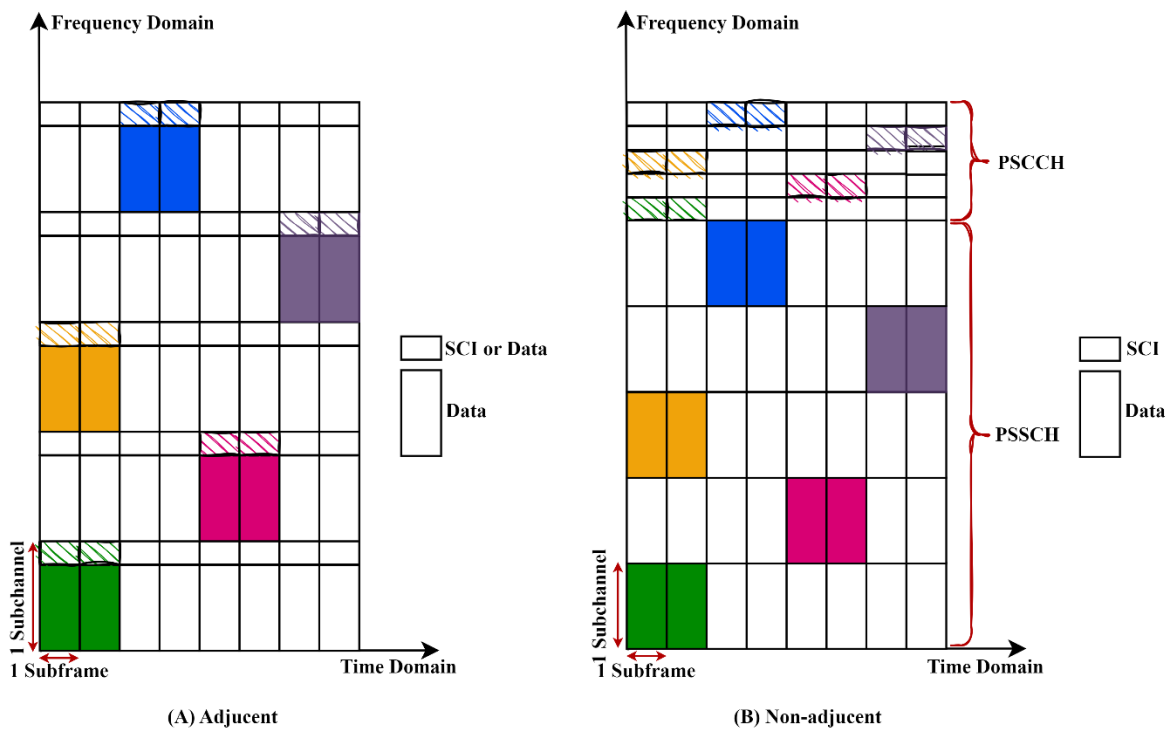 Frequency Domain
SCI or Data
Data
1 Subchannel
1 Subframe
Time Domain
(A) Adjucent
Frequency Domain
PSCCH
SCI
Data
PSSCH
1 Subchannel
1 Subframe
Time Domain
(B) Non-adjucent